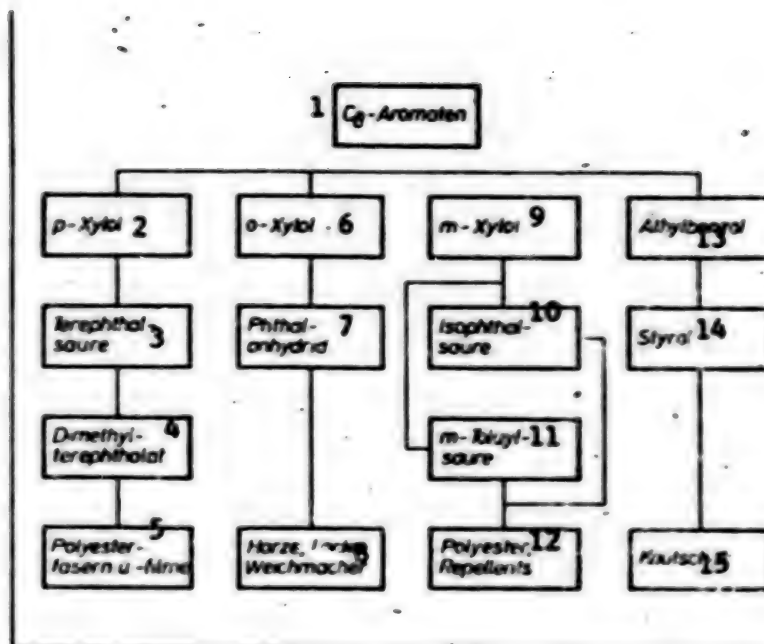 1 C8-Aromaten
p-Xylol 2
o-Xylol 6
m-Xylol 9
Äthylbenzol
13
Terephthal
säure 3
Phthal- 7
anhydrid
Isophthal- 10
säure
Styrol 14
Dimethyl- 4
terephthalat
m-Toluyl- 11
säure
Polyester- 5
fasern u -filme
Harze, Lacke,
Weichmacher
Polyester, 12
Repellents
15